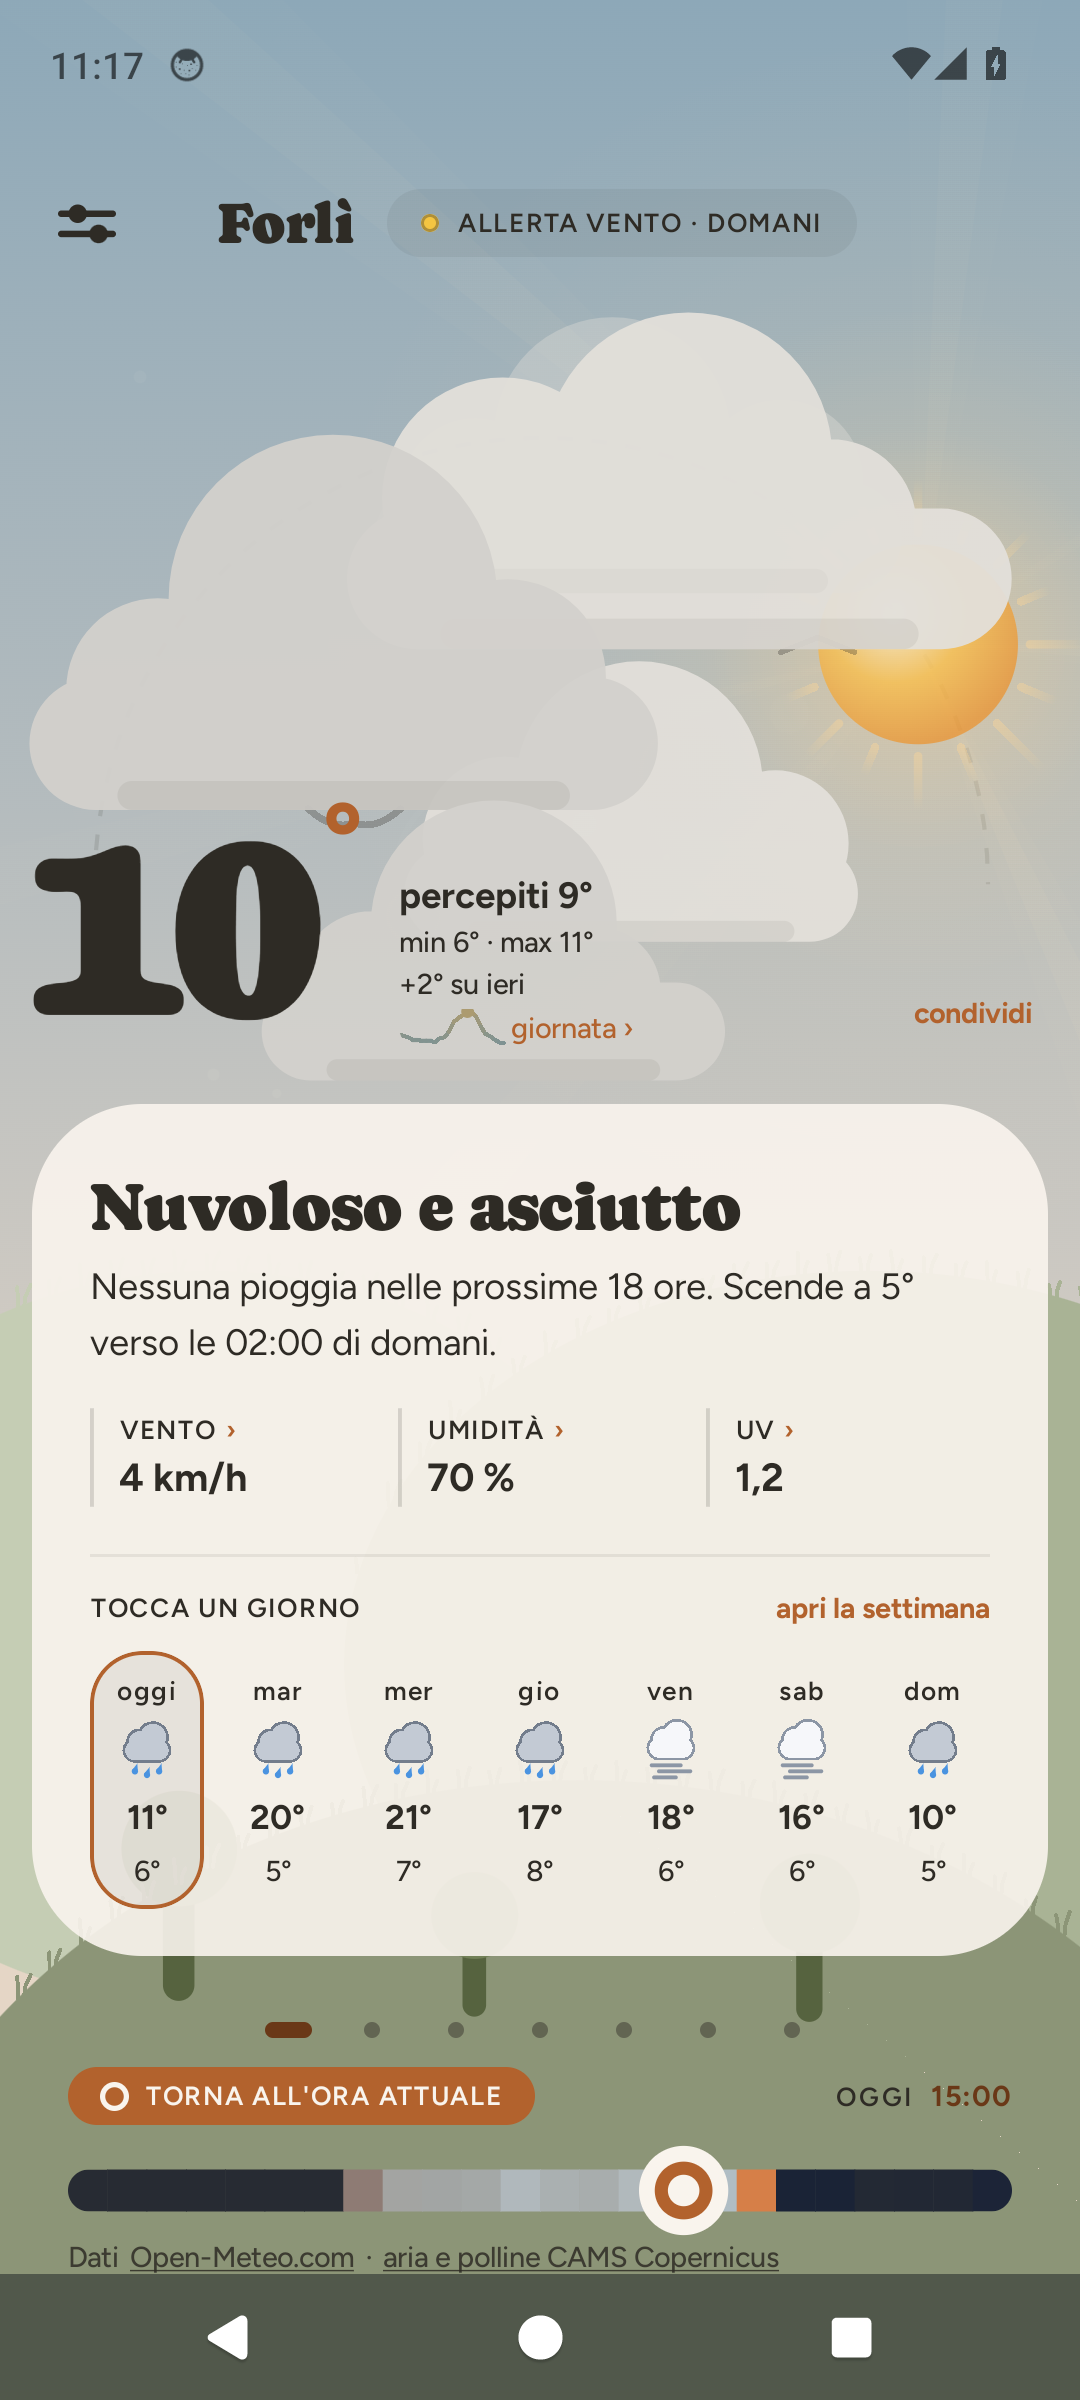 11:17
Forlì
ALLERTA VENTO · DOMANI
10
percepiti 9°
min 6° · max 11°
+2° su ieri
giornata ›
condividi
Nuvoloso e asciutto
Nessuna pioggia nelle prossime 18 ore. Scende a 5°
verso le 02:00 di domani.
VENTO › UMIDITÀ › UV ›
4 km/h 70 % 1,2
TOCCA UN GIORNO apri la settimana
oggi mar mer gio ven sab dom
11° 20° 21° 17° 18° 16° 10°
6° 5° 7° 8° 6° 6° 5°
TORNA ALL'ORA ATTUALE OGGI 15:00
Dati Open-Meteo.com · aria e polline CAMS Copernicus